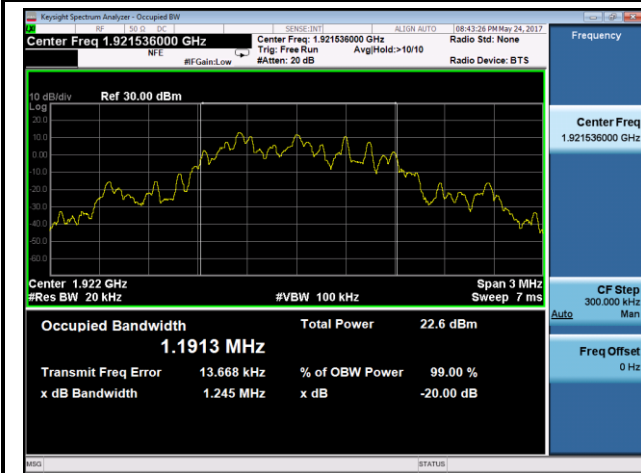 Keysight Spectrum Analyzer - Occupied BW
RF 50 Ω DC SENSE:INT ALIGN AUTO 08:43:26 PM May 24, 2017
Center Freq 1.921536000 GHz Center Freq: 1.921536000 GHz Radio Std: None Frequency
NFE Trig: Free Run Avg|Hold:>10/10
#IFGain:Low #Atten: 20 dB Radio Device: BTS
10 dB/div Ref 30.00 dBm
Log
20.0
10.0
0.00
-10.0
-20.0
-30.0
-40.0
-50.0
-60.0
Center Freq
1.921536000 GHz
Center 1.922 GHz Span 3 MHz
#Res BW 20 kHz #VBW 100 kHz Sweep 7 ms
CF Step
300.000 kHz
Auto Man
Occupied Bandwidth Total Power 22.6 dBm
1.1913 MHz
Freq Offset
0 Hz
Transmit Freq Error 13.668 kHz % of OBW Power 99.00 %
x dB Bandwidth 1.245 MHz x dB -20.00 dB
MSG STATUS